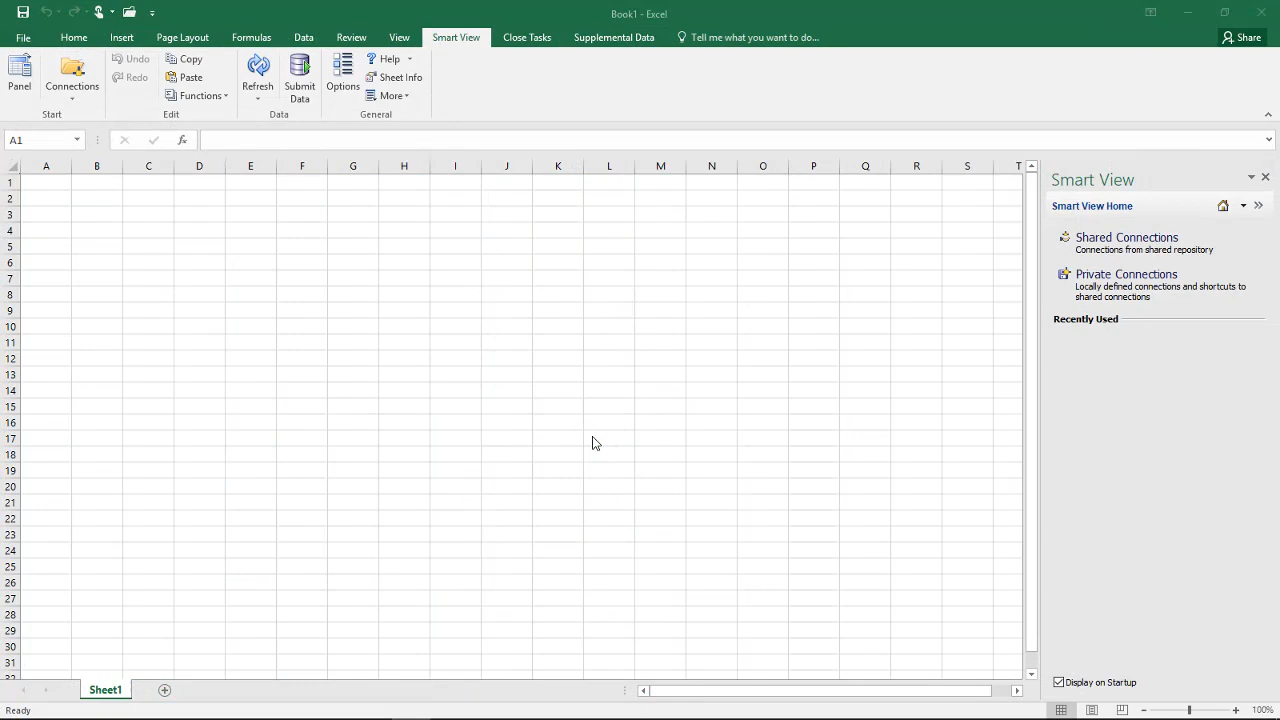 Book1 - Excel
File Home Insert Page Layout Formulas Data Review View Smart View Close Tasks Supplemental Data Tell me what you want to do... Share
Panel
Connections
Start
Undo
Redo
Copy
Paste
Functions
Edit
Refresh
Submit
Data
Data
Options
Help
Sheet Info
More
General
A1
fx
A B C D E F G H I J K L M N O P Q R S T
1
2
3
4
5
6
7
8
9
10
11
12
13
14
15
16
17
18
19
20
21
22
23
24
25
26
27
28
29
30
31
32
Smart View
Smart View Home
Shared Connections
Connections from shared repository
Private Connections
Locally defined connections and shortcuts to
shared connections
Recently Used
Display on Startup
Sheet1
Ready
100%